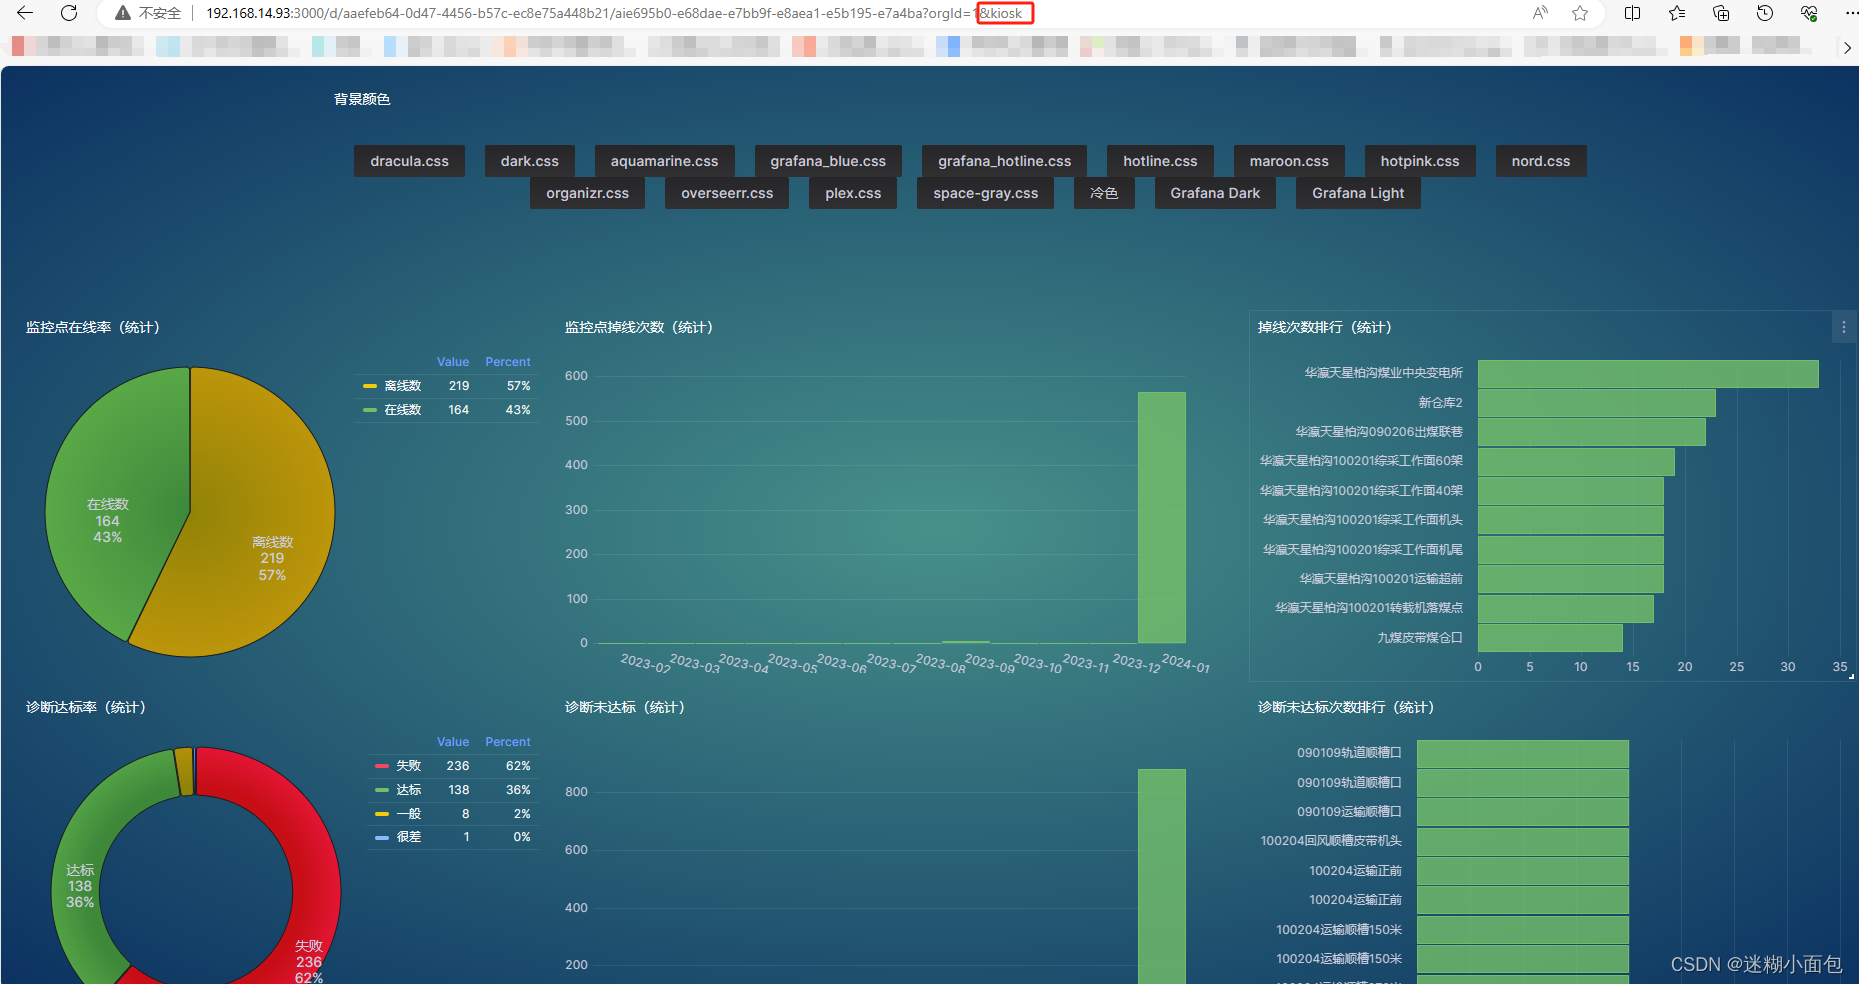 不安全 192.168.14.93:3000/d/aaefeb64-0d47-4456-b57c-ec8e75a448b21/aie695b0-e68dae-e7bb9f-e8aea1-e5b195-e7a4ba?orgId=1&kiosk
背景颜色
dracula.css dark.css aquamarine.css grafana_blue.css grafana_hotline.css hotline.css maroon.css hotpink.css nord.css
organizr.css overseerr.css plex.css space-gray.css 冷色 Grafana Dark Grafana Light
监控点在线率（统计）
Value Percent
离线数 219 57%
在线数 164 43%
在线数
164
43%
离线数
219
57%
监控点掉线次数（统计）
600
500
400
300
200
100
0
2023-02 2023-03 2023-04 2023-05 2023-06 2023-07 2023-08 2023-09 2023-10 2023-11 2023-12 2024-01
掉线次数排行（统计）
华瀛天星柏沟煤业中央变电所
新仓库2
华瀛天星柏沟090206出煤联巷
华瀛天星柏沟100201综采工作面60架
华瀛天星柏沟100201综采工作面40架
华瀛天星柏沟100201综采工作面机头
华瀛天星柏沟100201综采工作面机尾
华瀛天星柏沟100201运输超前
华瀛天星柏沟100201转载机落煤点
九煤皮带煤仓口
0 5 10 15 20 25 30 35
诊断达标率（统计）
Value Percent
失败 236 62%
达标 138 36%
一般 8 2%
很差 1 0%
达标
138
36%
失败
236
62%
诊断未达标（统计）
800
600
400
200
诊断未达标次数排行（统计）
090109轨道顺槽口
090109轨道顺槽口
090109运输顺槽口
100204回风顺槽皮带机头
100204运输正前
100204运输正前
100204运输顺槽150米
100204运输顺槽150米
CSDN @迷糊小面包